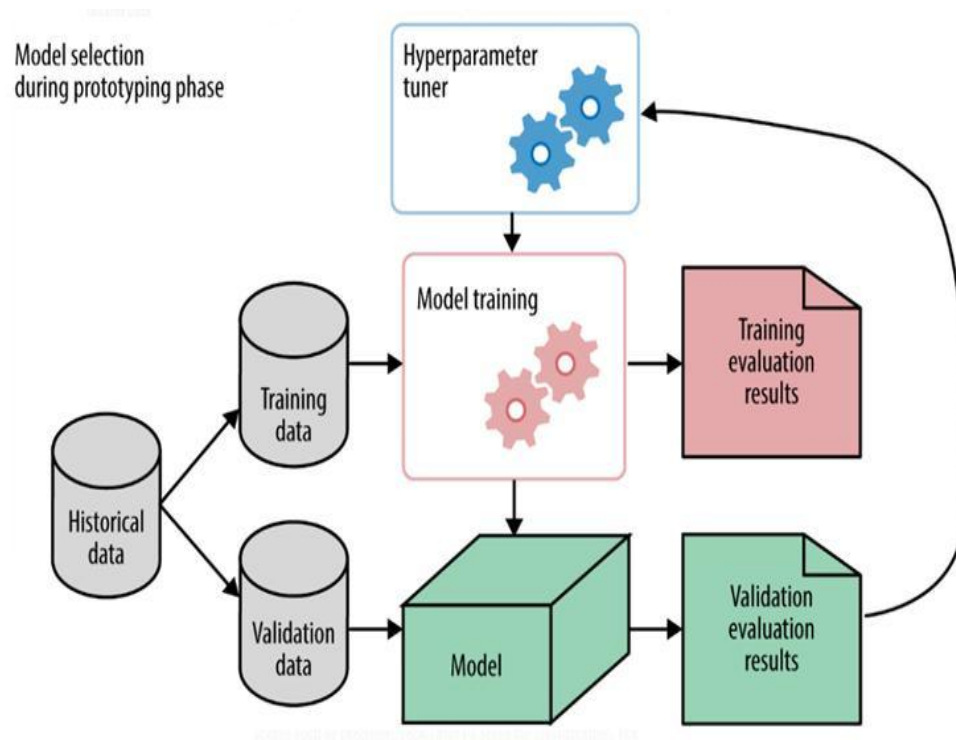 Model selection
during prototyping phase
Hyperparameter
tuner
Model training
Training
evaluation
results
Training
data
Historical
data
Validation
data
Model
Validation
evaluation
results